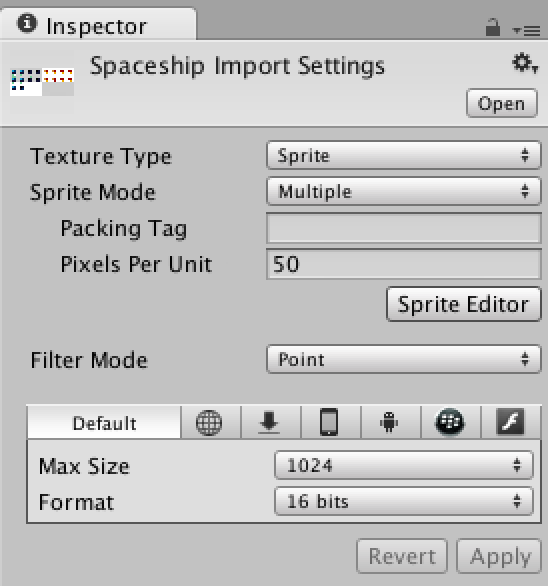 Inspector
Spaceship Import Settings
Open
Texture Type Sprite
Sprite Mode Multiple
Packing Tag
Pixels Per Unit 50
Sprite Editor
Filter Mode Point
Default
Max Size 1024
Format 16 bits
Revert Apply